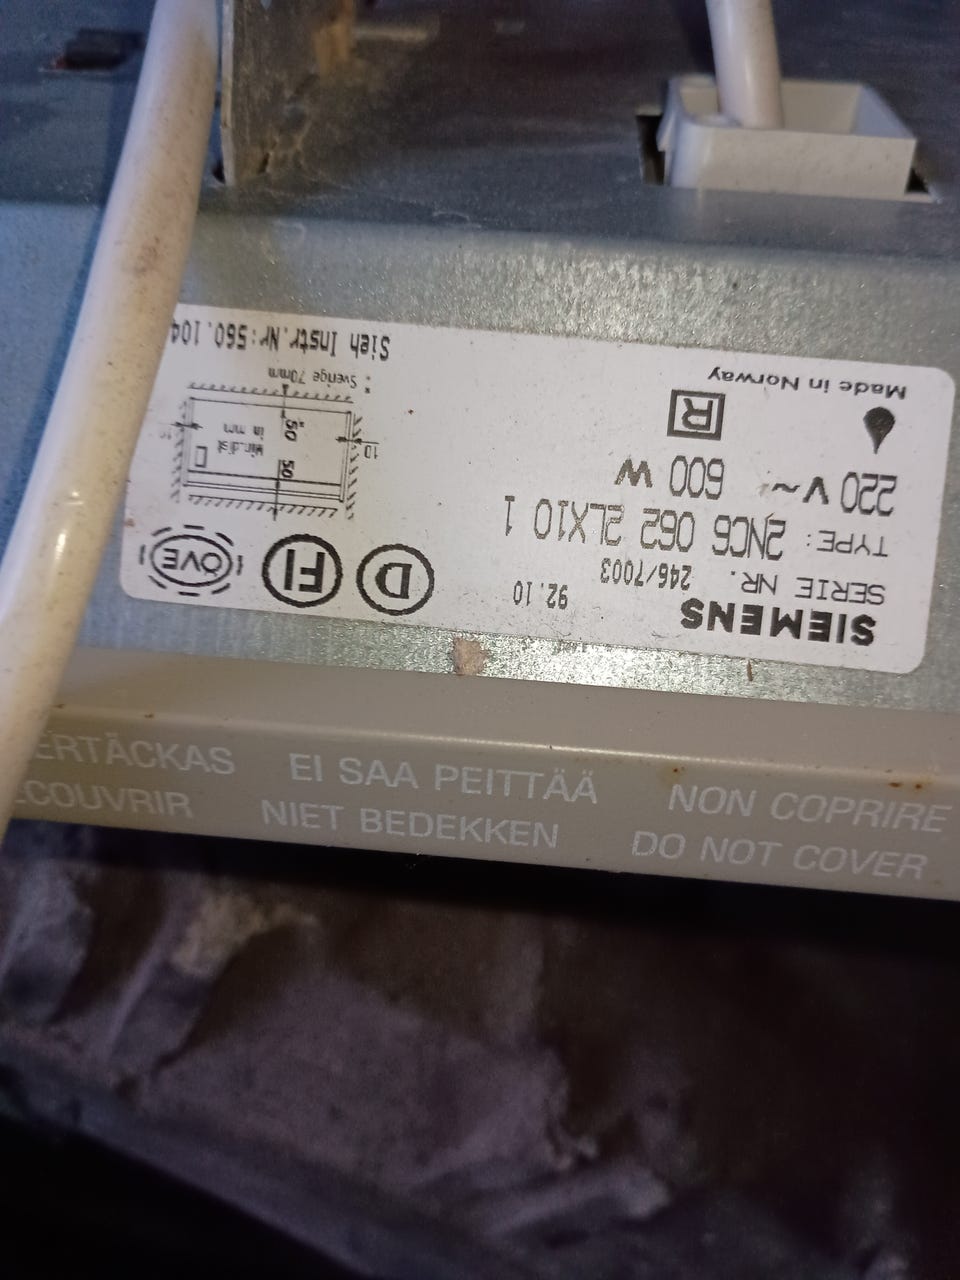 SIEMENS
SERIE NR. 246/7003 92.10
TYPE: 2NC6 062 2LX10 1
220 V~ 600 W
R
Made in Norway
D FI ÖVE
50
Min.dist
in mm
*50
10
* Sverige 70mm
Sieh Instr.Nr:560.104
ERTÄCKAS EI SAA PEITTÄÄ NON COPRIRE
ECOUVRIR NIET BEDEKKEN DO NOT COVER